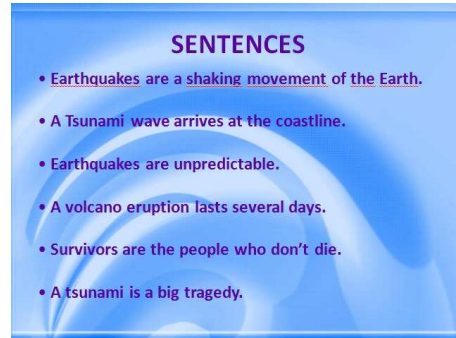 SENTENCES
• Earthquakes are a shaking movement of the Earth.
• A Tsunami wave arrives at the coastline.
• Earthquakes are unpredictable.
• A volcano eruption lasts several days.
• Survivors are the people who don’t die.
• A tsunami is a big tragedy.